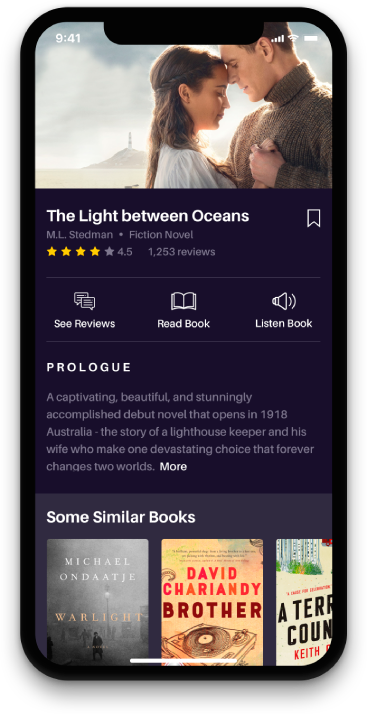 9:41
The Light between Oceans
M.L. Stedman • Fiction Novel
4.5 1,253 reviews
See Reviews Read Book Listen Book
PROLOGUE
A captivating, beautiful, and stunningly
accomplished debut novel that opens in 1918
Australia - the story of a lighthouse keeper and his
wife who make one devastating choice that forever
changes two worlds. More
Some Similar Books
MICHAEL
ONDAATJE
WARLIGHT
DAVID
CHARIANDY
BROTHER
A TERR
COUN
KEITH